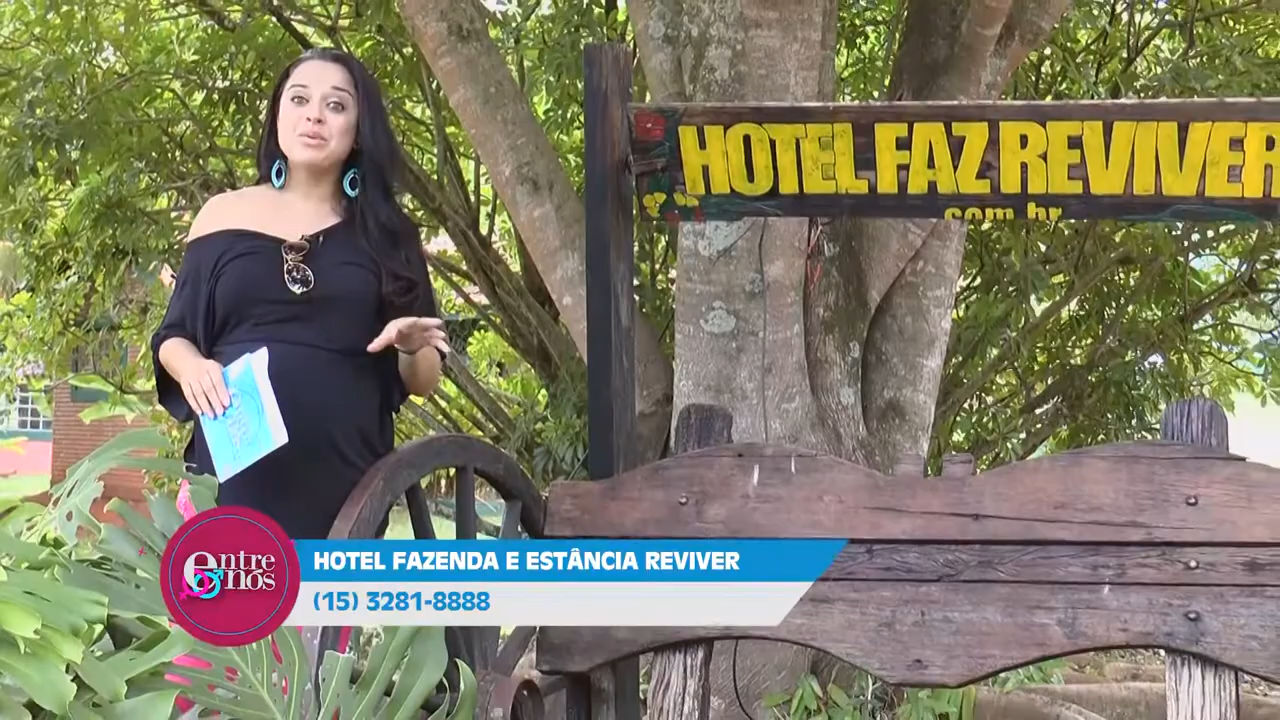 HOTEL FAZ REVIVER
com.br
HOTEL FAZENDA E ESTÂNCIA REVIVER
(15) 3281-8888
entre
nós